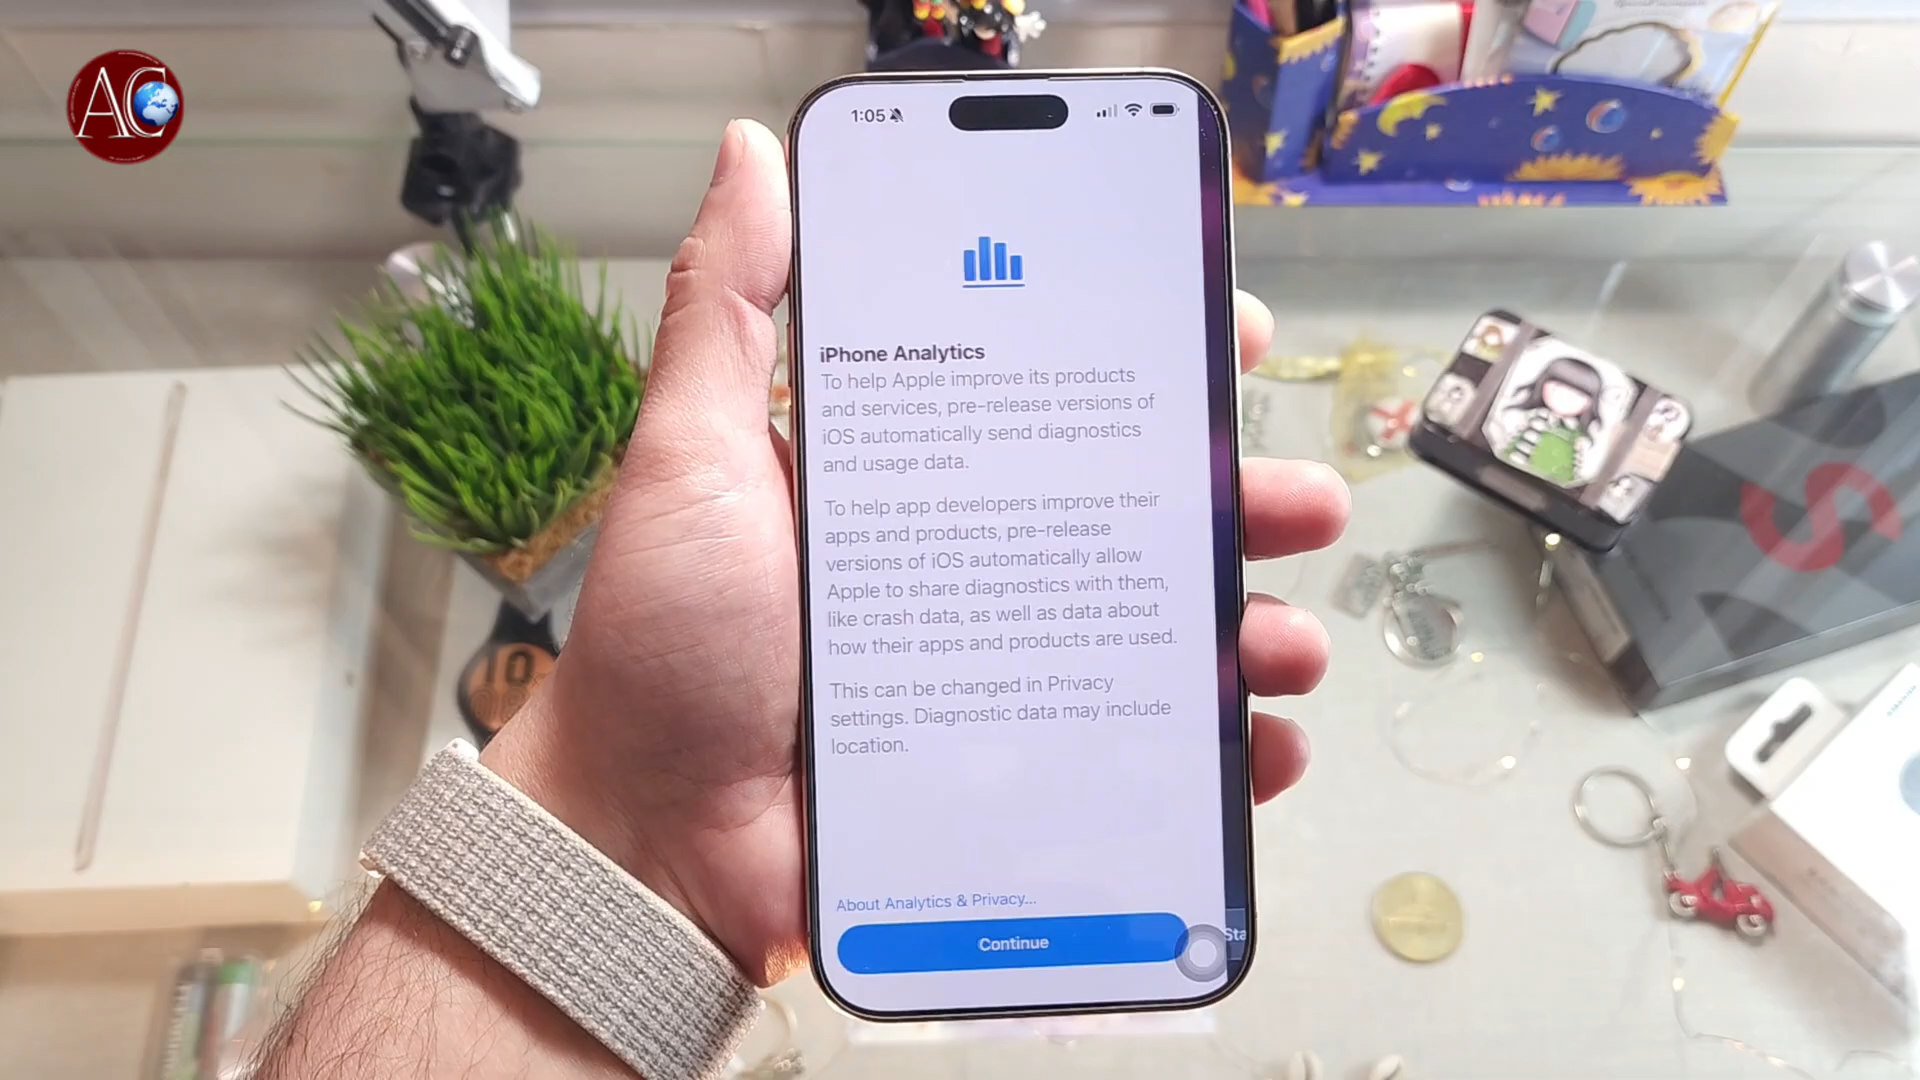 AC
1:05
iPhone Analytics
To help Apple improve its products
and services, pre-release versions of
iOS automatically send diagnostics
and usage data.
To help app developers improve their
apps and products, pre-release
versions of iOS automatically allow
Apple to share diagnostics with them,
like crash data, as well as data about
how their apps and products are used.
This can be changed in Privacy
settings. Diagnostic data may include
location.
About Analytics & Privacy...
Continue
Sta
10